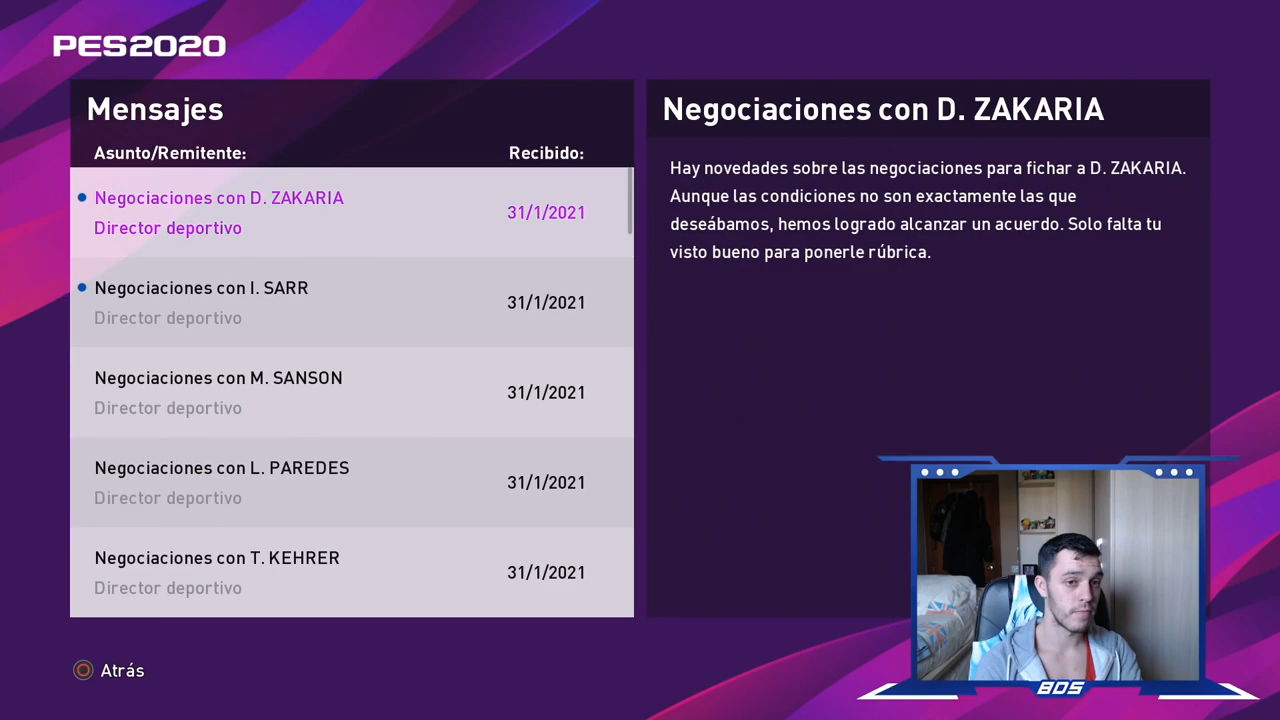 PES2020
Mensajes
Asunto/Remitente:
Recibido:
Negociaciones con D. ZAKARIA
Director deportivo
31/1/2021
Negociaciones con I. SARR
Director deportivo
31/1/2021
Negociaciones con M. SANSON
Director deportivo
31/1/2021
Negociaciones con L. PAREDES
Director deportivo
31/1/2021
Negociaciones con T. KEHRER
Director deportivo
31/1/2021
Negociaciones con D. ZAKARIA
Hay novedades sobre las negociaciones para fichar a D. ZAKARIA.
Aunque las condiciones no son exactamente las que
deseábamos, hemos logrado alcanzar un acuerdo. Solo falta tu
visto bueno para ponerle rúbrica.
Atrás
BDS